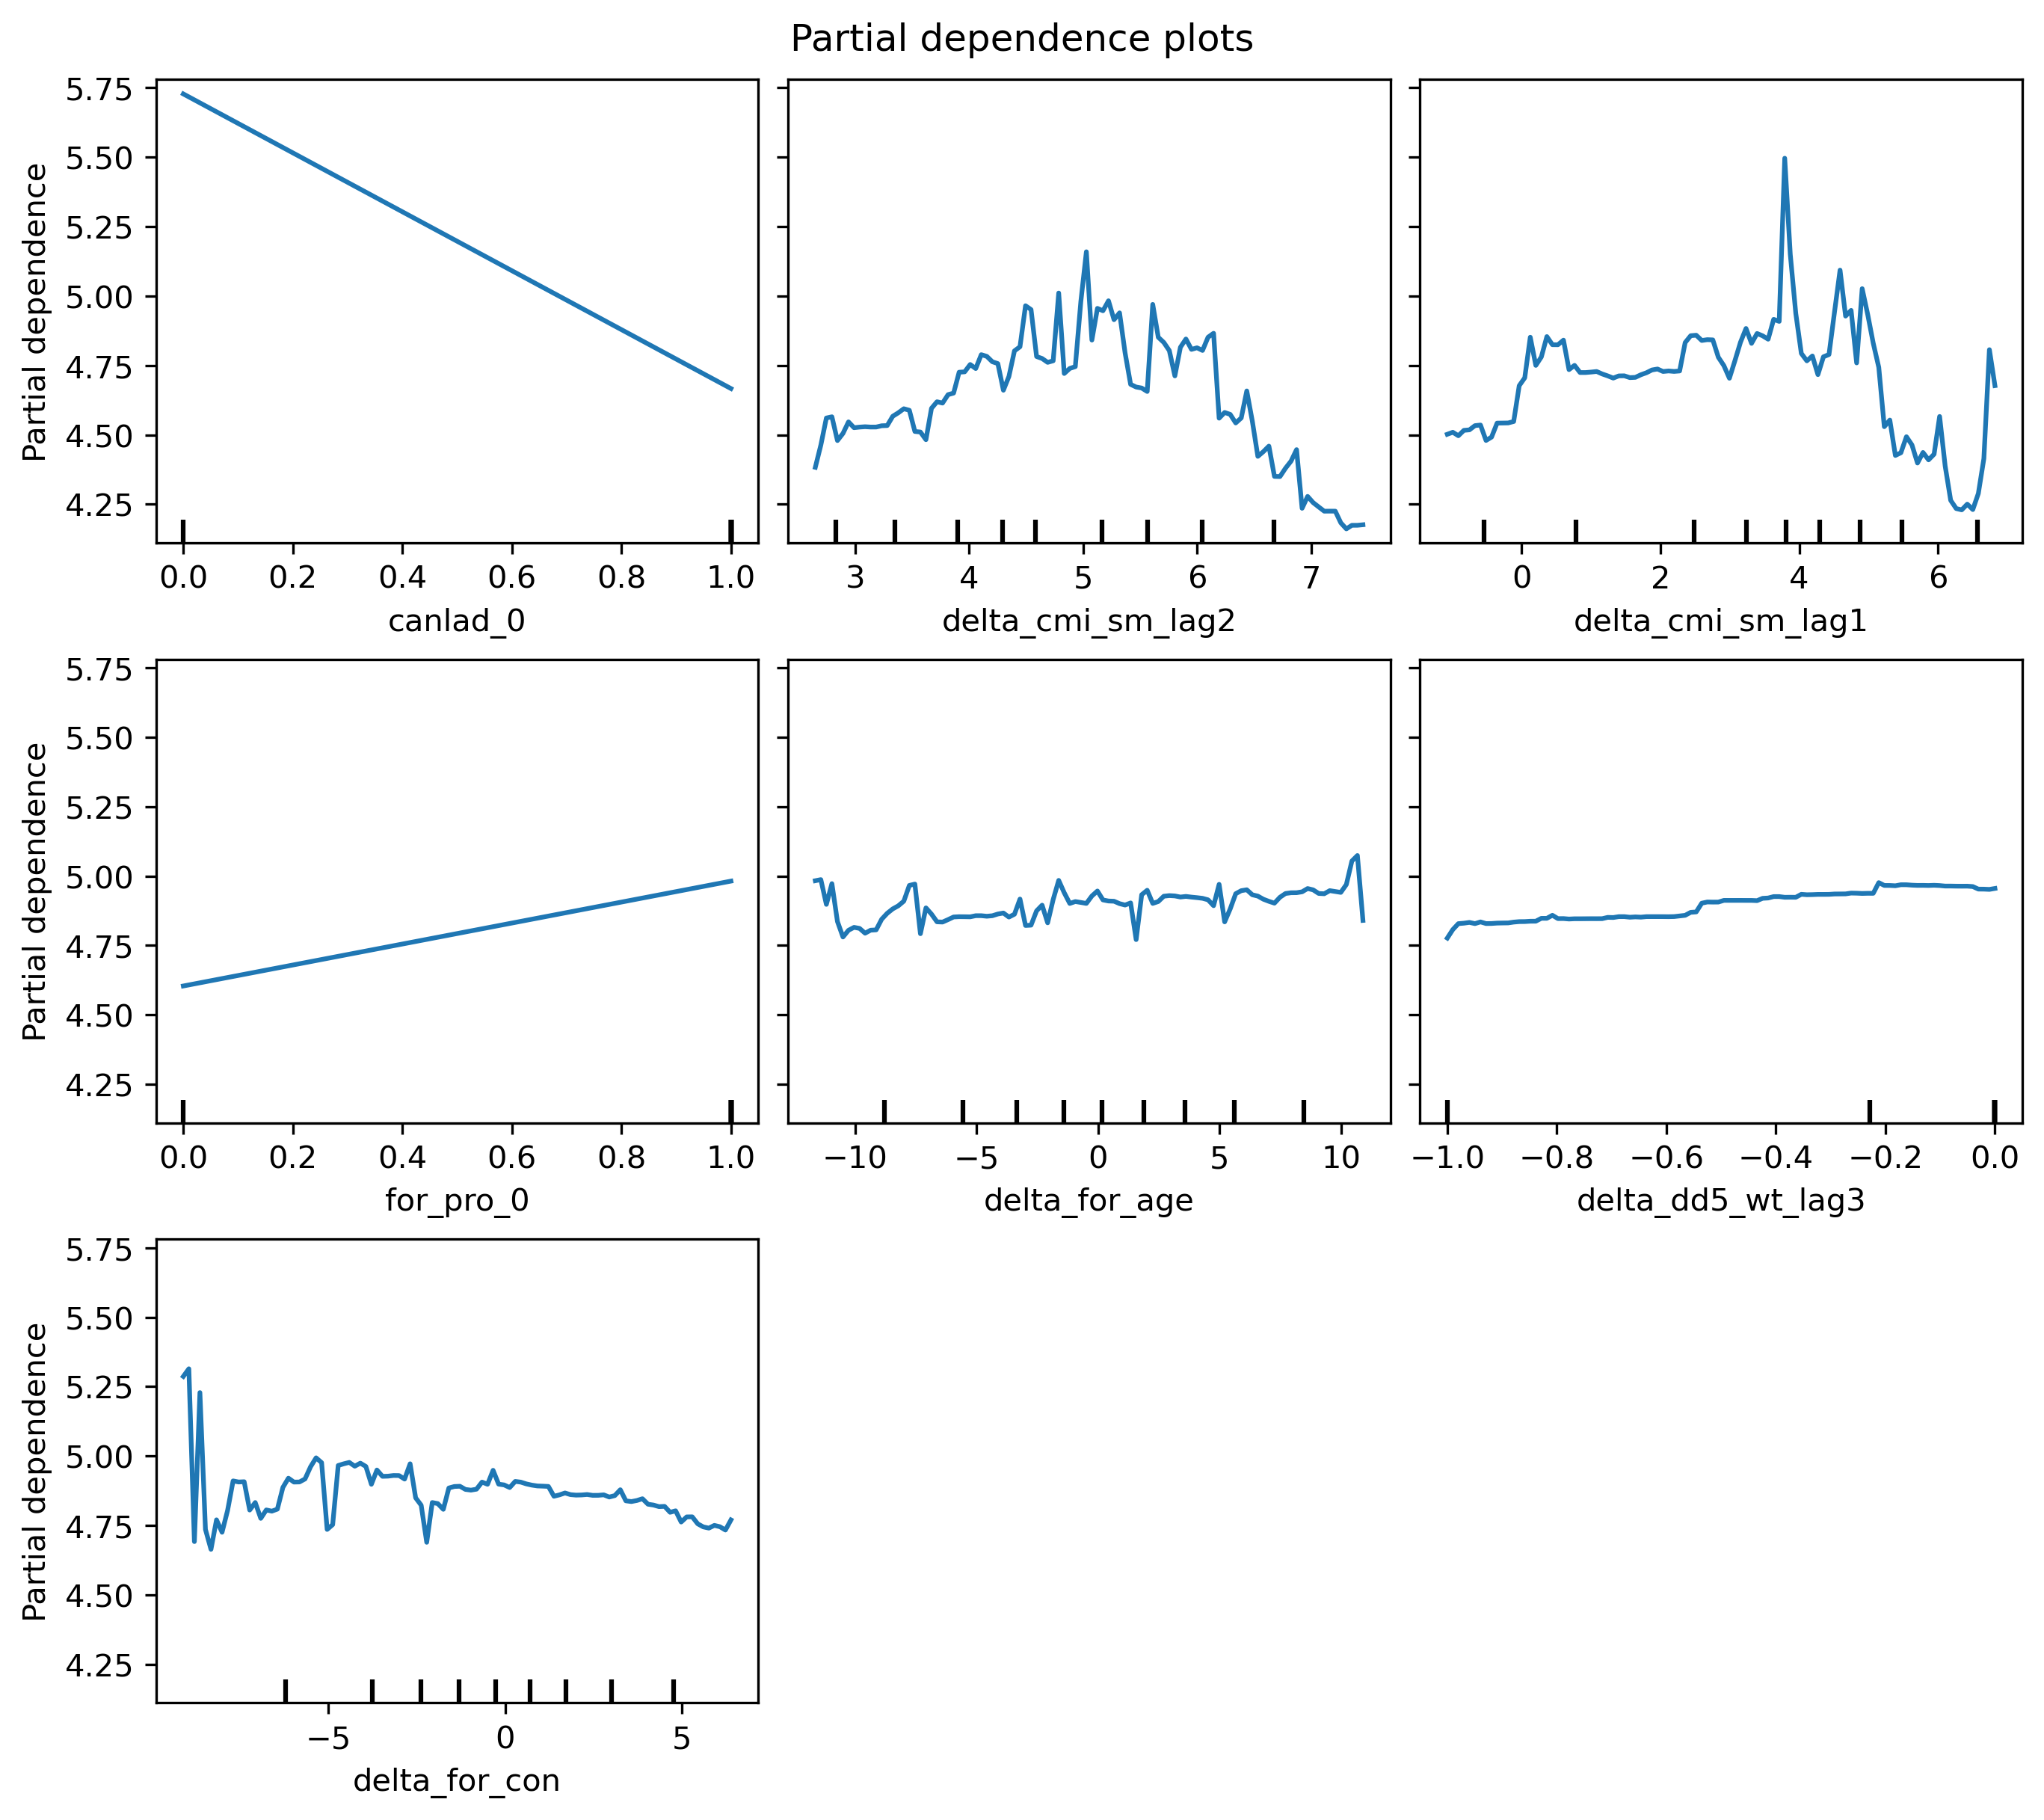 Partial dependence plots
Partial dependence
5.75
5.50
5.25
5.00
4.75
4.50
4.25
0.0 0.2 0.4 0.6 0.8 1.0
canlad_0
3 4 5 6 7
delta_cmi_sm_lag2
0 2 4 6
delta_cmi_sm_lag1
Partial dependence
5.75
5.50
5.25
5.00
4.75
4.50
4.25
0.0 0.2 0.4 0.6 0.8 1.0
for_pro_0
−10 −5 0 5 10
delta_for_age
−1.0 −0.8 −0.6 −0.4 −0.2 0.0
delta_dd5_wt_lag3
Partial dependence
5.75
5.50
5.25
5.00
4.75
4.50
4.25
−5 0 5
delta_for_con